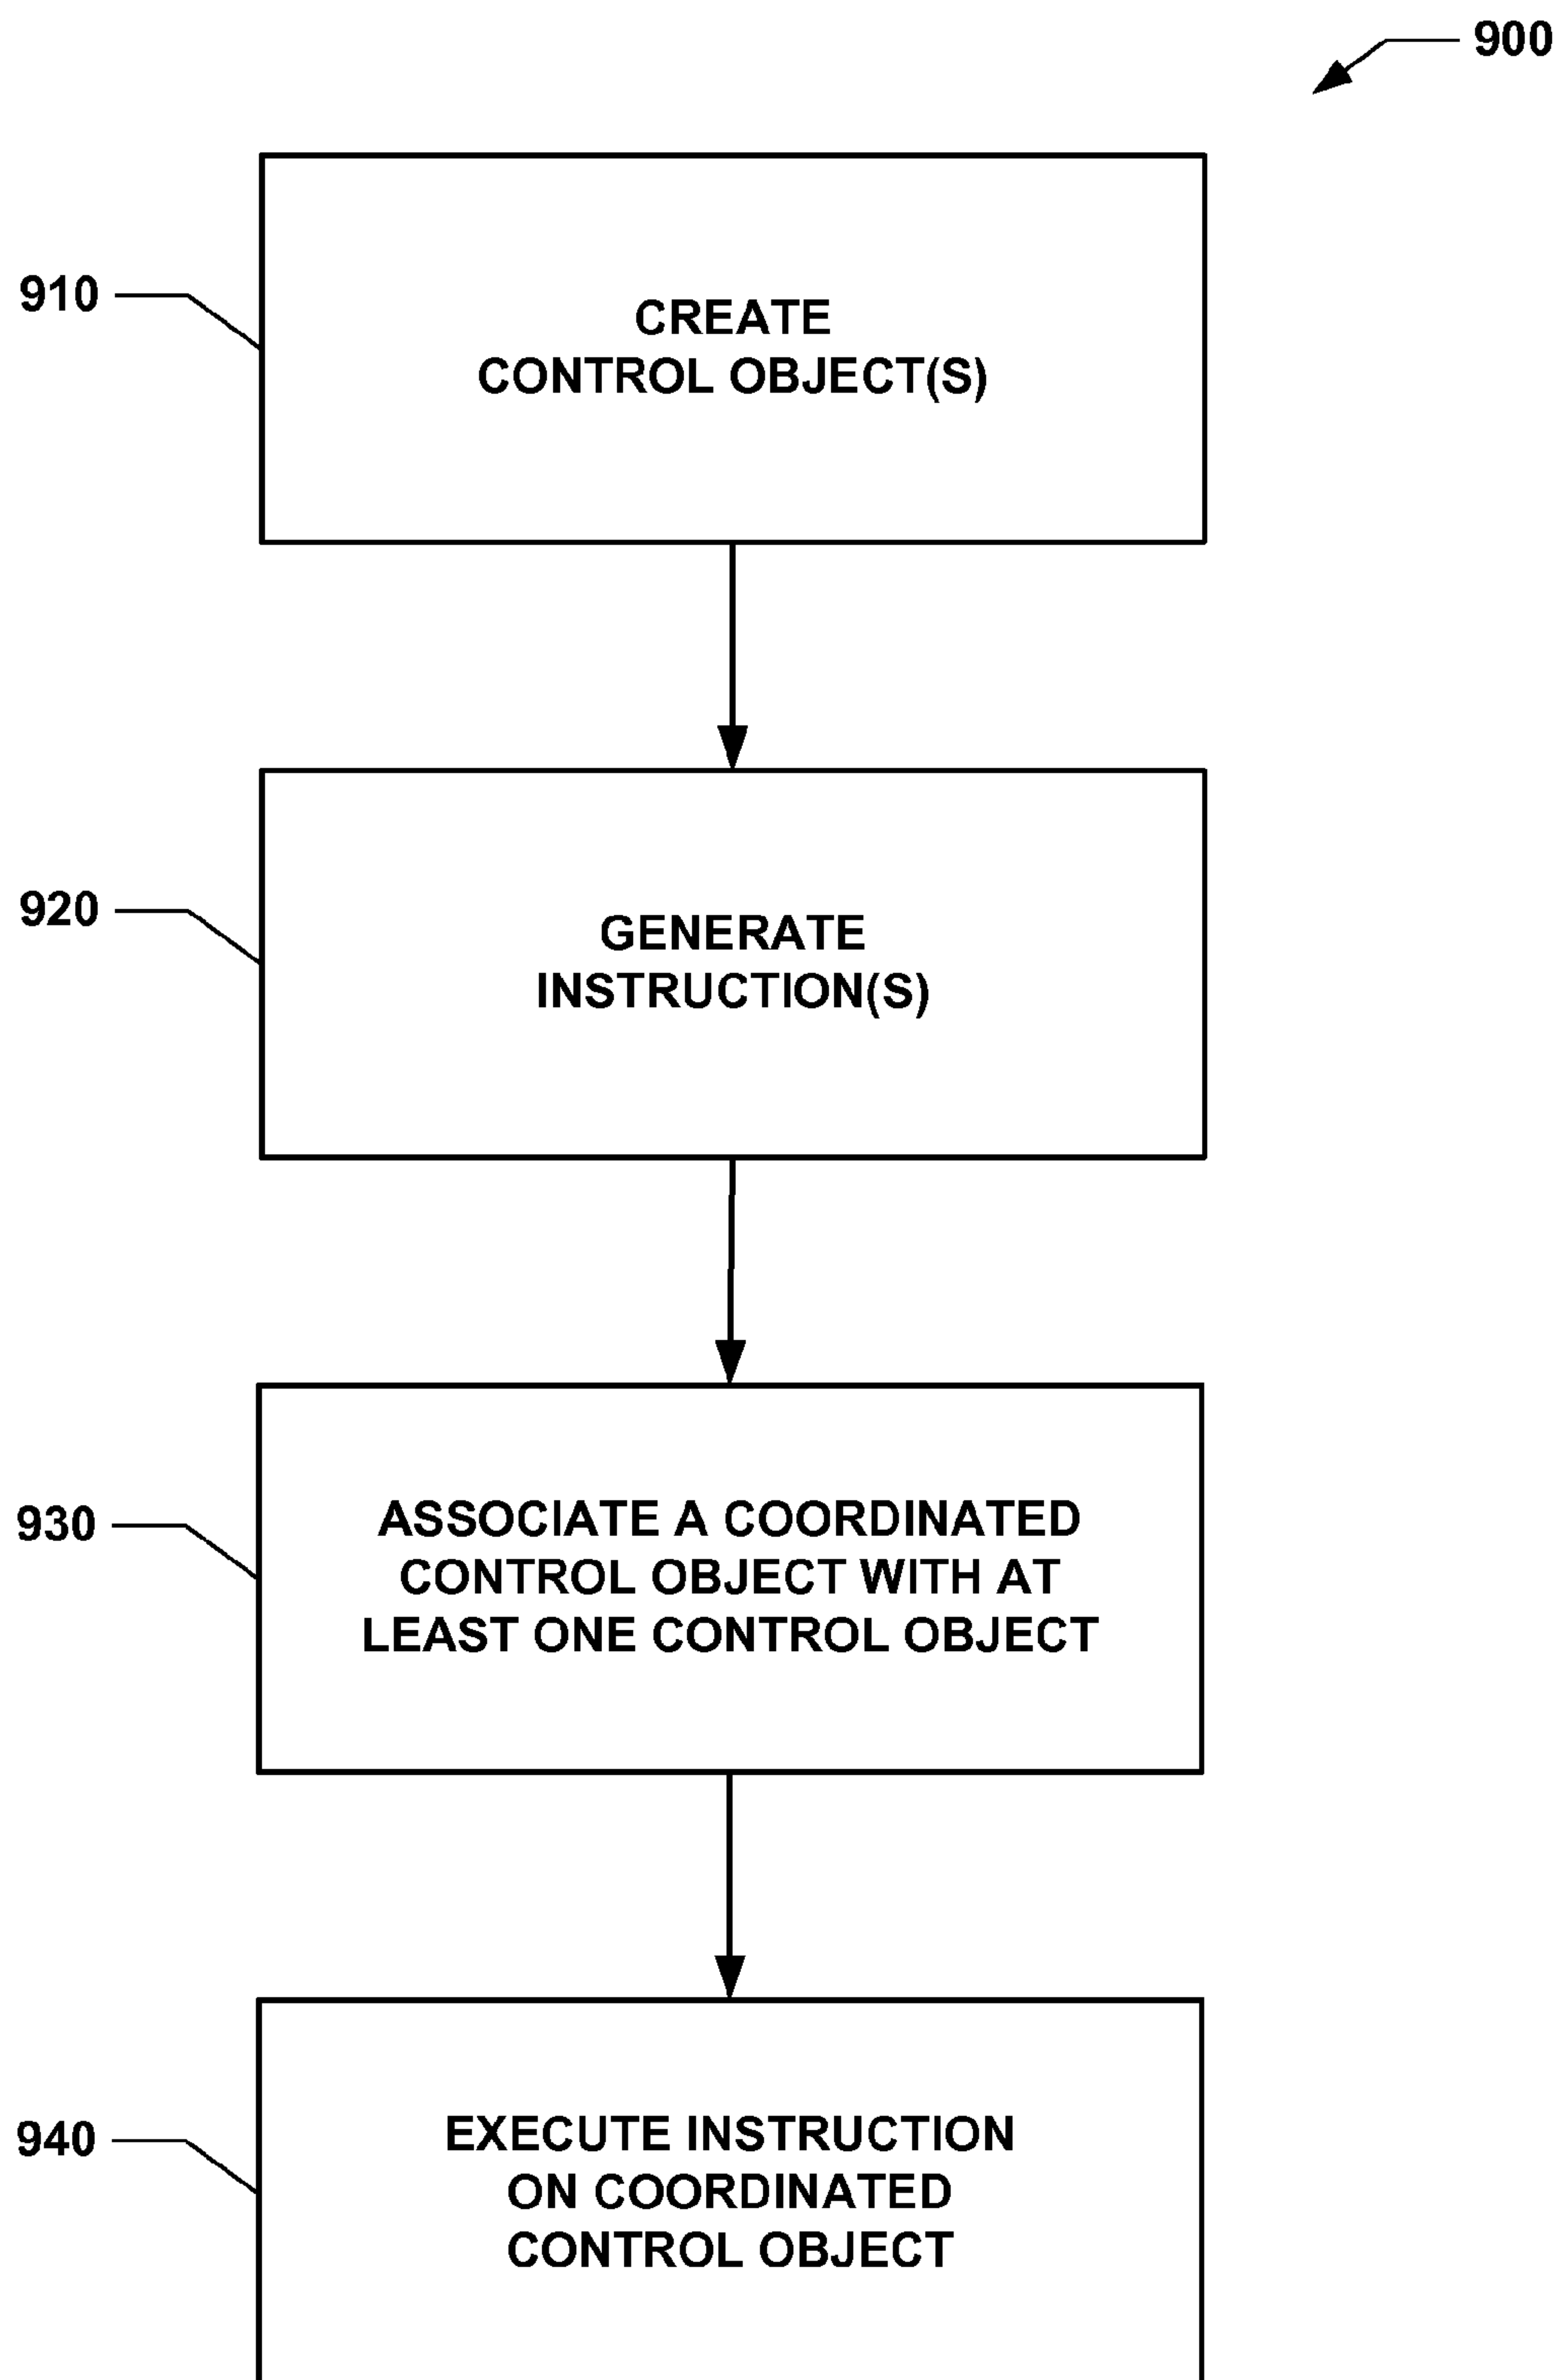 900
910
CREATE
CONTROL OBJECT(S)
920
GENERATE
INSTRUCTION(S)
930
ASSOCIATE A COORDINATED
CONTROL OBJECT WITH AT
LEAST ONE CONTROL OBJECT
940
EXECUTE INSTRUCTION
ON COORDINATED
CONTROL OBJECT